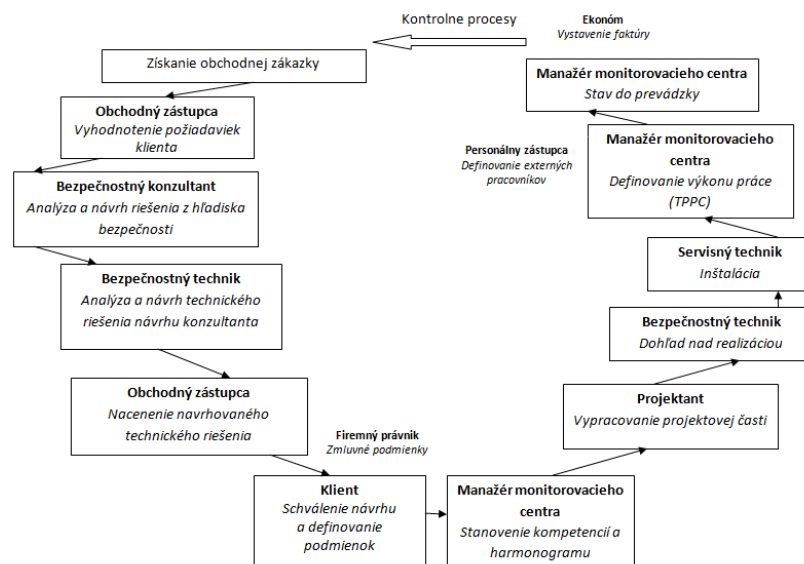 Kontrolne procesy
Ekonóm
Vystavenie faktúry
Získanie obchodnej zákazky
Obchodný zástupca
Vyhodnotenie požiadaviek
klienta
Bezpečnostný konzultant
Analýza a návrh riešenia z hľadiska
bezpečnosti
Bezpečnostný technik
Analýza a návrh technického
riešenia návrhu konzultanta
Obchodný zástupca
Nacenenie navrhovaného
technického riešenia
Firemný právnik
Zmluvné podmienky
Klient
Schválenie návrhu
a definovanie
podmienok
Manažér monitorovacieho
centra
Stanovenie kompetencií a
harmonogramu
Projektant
Vypracovanie projektovej časti
Bezpečnostný technik
Dohľad nad realizáciou
Servisný technik
Inštalácia
Manažér monitorovacieho
centra
Definovanie výkonu práce
(TPPC)
Personálny zástupca
Definovanie externých
pracovníkov
Manažér monitorovacieho centra
Stav do prevádzky